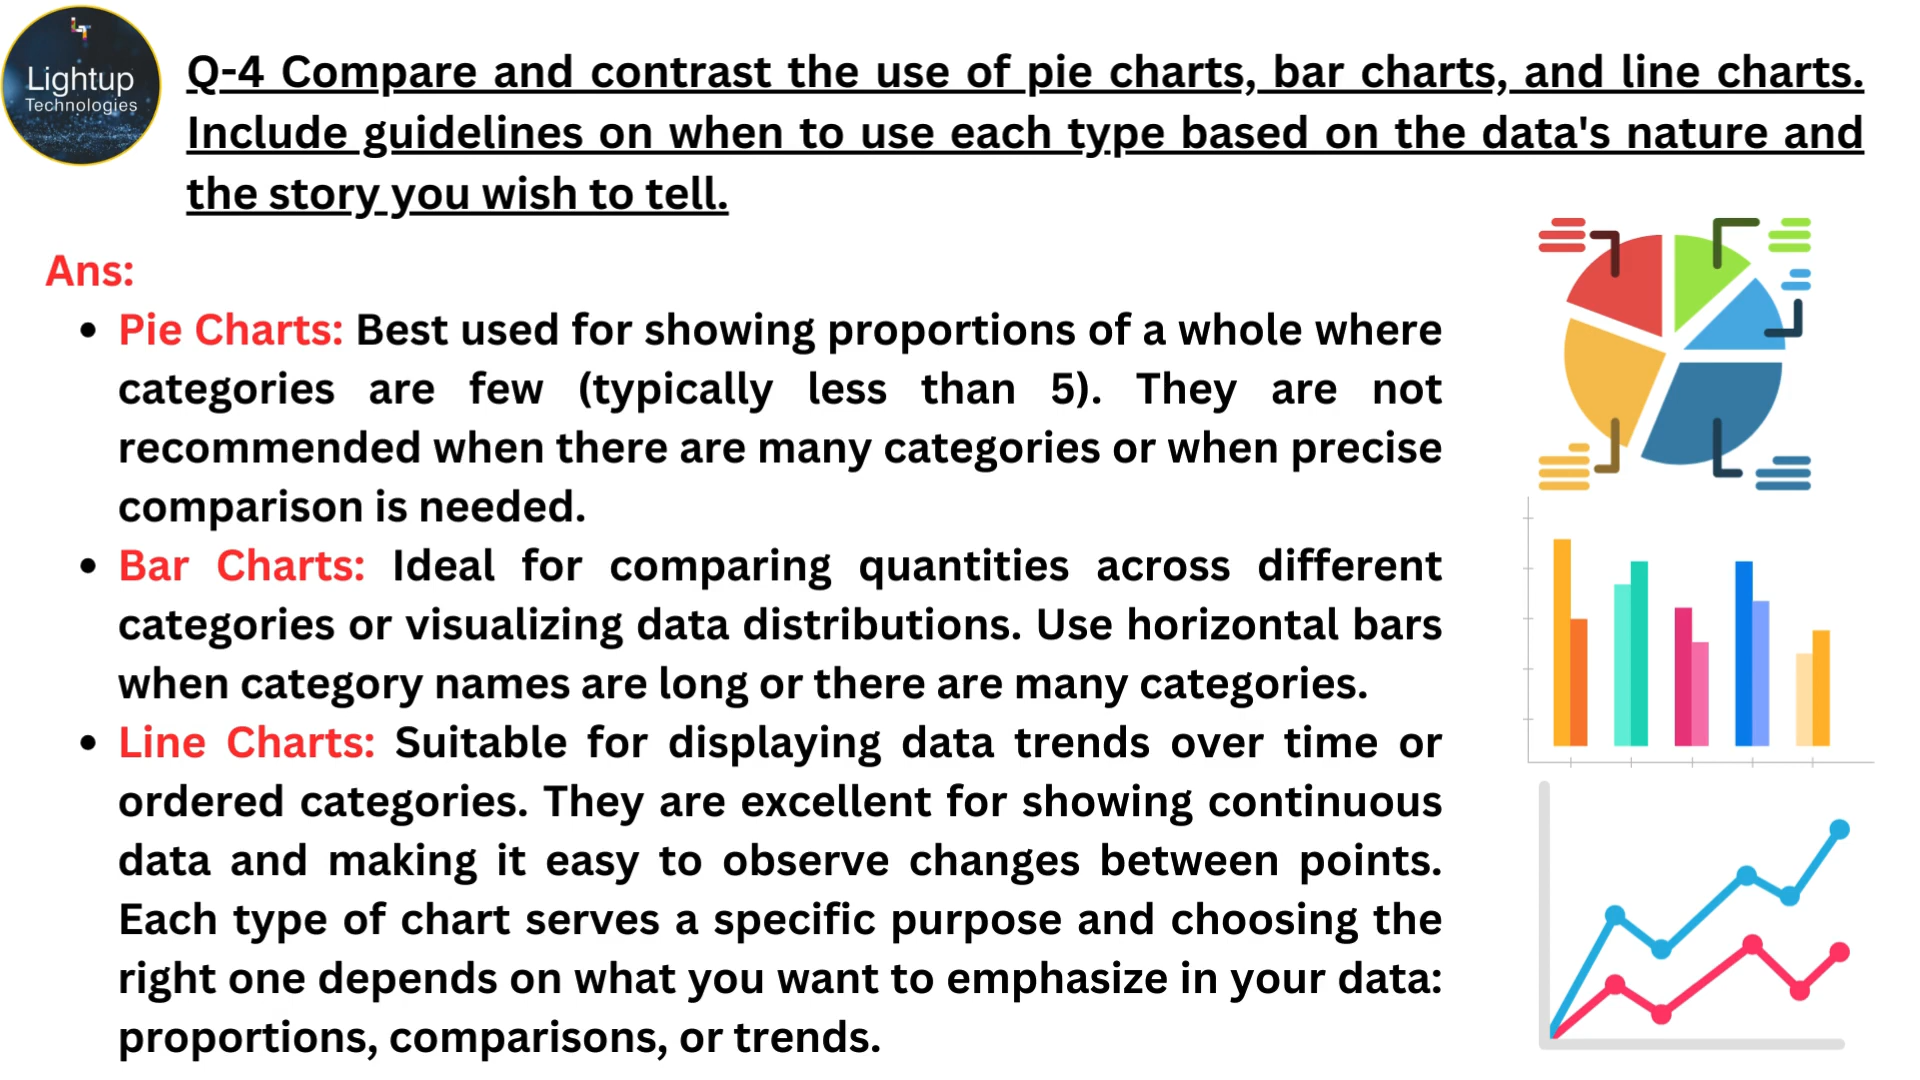 Lightup
Technologies
Q-4 Compare and contrast the use of pie charts, bar charts, and line charts.
Include guidelines on when to use each type based on the data's nature and
the story you wish to tell.
Ans:
• Pie Charts: Best used for showing proportions of a whole where
categories are few (typically less than 5). They are not
recommended when there are many categories or when precise
comparison is needed.
• Bar Charts: Ideal for comparing quantities across different
categories or visualizing data distributions. Use horizontal bars
when category names are long or there are many categories.
• Line Charts: Suitable for displaying data trends over time or
ordered categories. They are excellent for showing continuous
data and making it easy to observe changes between points.
Each type of chart serves a specific purpose and choosing the
right one depends on what you want to emphasize in your data:
proportions, comparisons, or trends.